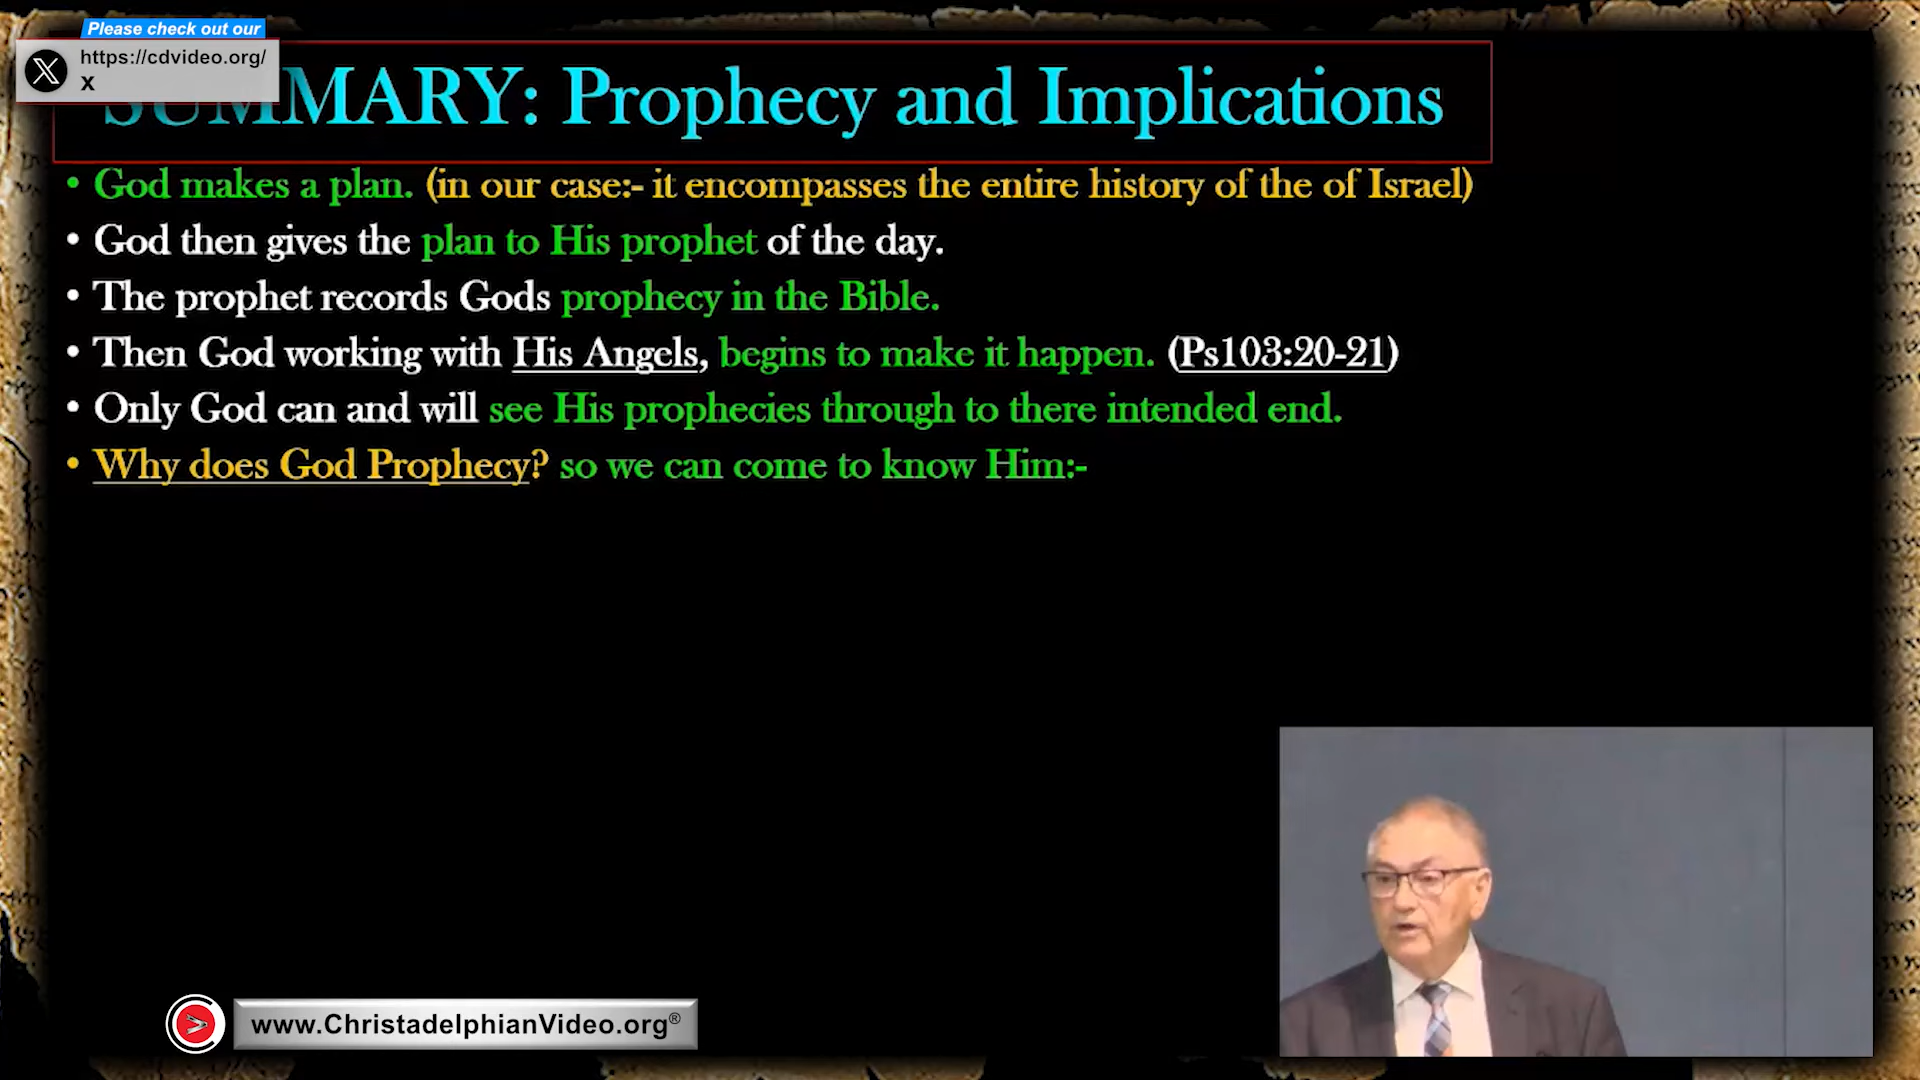 Please check out our
https://cdvideo.org/
x
SUMMARY: Prophecy and Implications
• God makes a plan. (in our case:- it encompasses the entire history of the of Israel)
• God then gives the plan to His prophet of the day.
• The prophet records Gods prophecy in the Bible.
• Then God working with His Angels, begins to make it happen. (Ps103:20-21)
• Only God can and will see His prophecies through to there intended end.
• Why does God Prophecy? so we can come to know Him:-
www.ChristadelphianVideo.org®